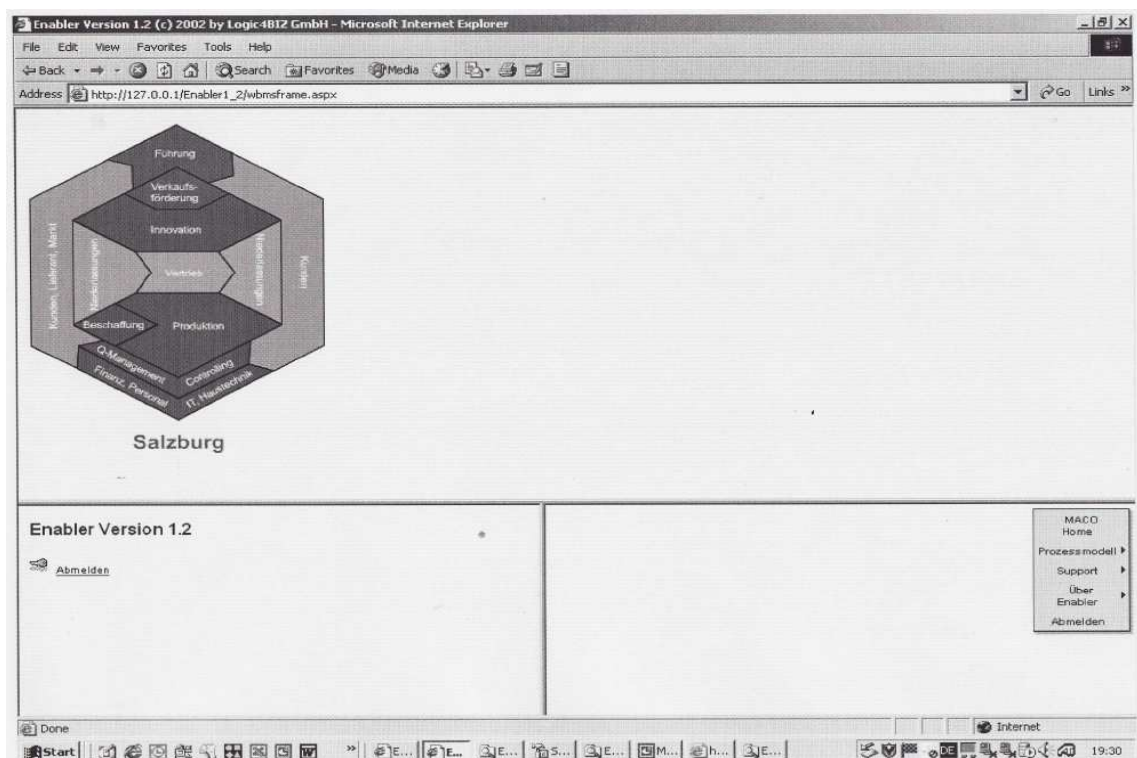 Enabler Version 1.2 (c) 2002 by Logic4BIZ GmbH - Microsoft Internet Explorer
File Edit View Favorites Tools Help
Back Search Favorites Media
Address http://127.0.0.1/Enabler1_2/wbmsframe.aspx Go Links »
Führung
Verkaufs-
förderung
Innovation
Kunden, Lieferant, Markt
Niederlassungen
Vertrieb
Niederlassungen
Kunden
Beschaffung
Produktion
Q-Management
Controlling
Finanz, Personal
IT, Haustechnik
Salzburg
Enabler Version 1.2
Abmelden
MACO
Home
Prozessmodell
Support
Über
Enabler
Abmelden
Done Internet
Start » E... E... E... S... E... M... h... E... DE 19:30